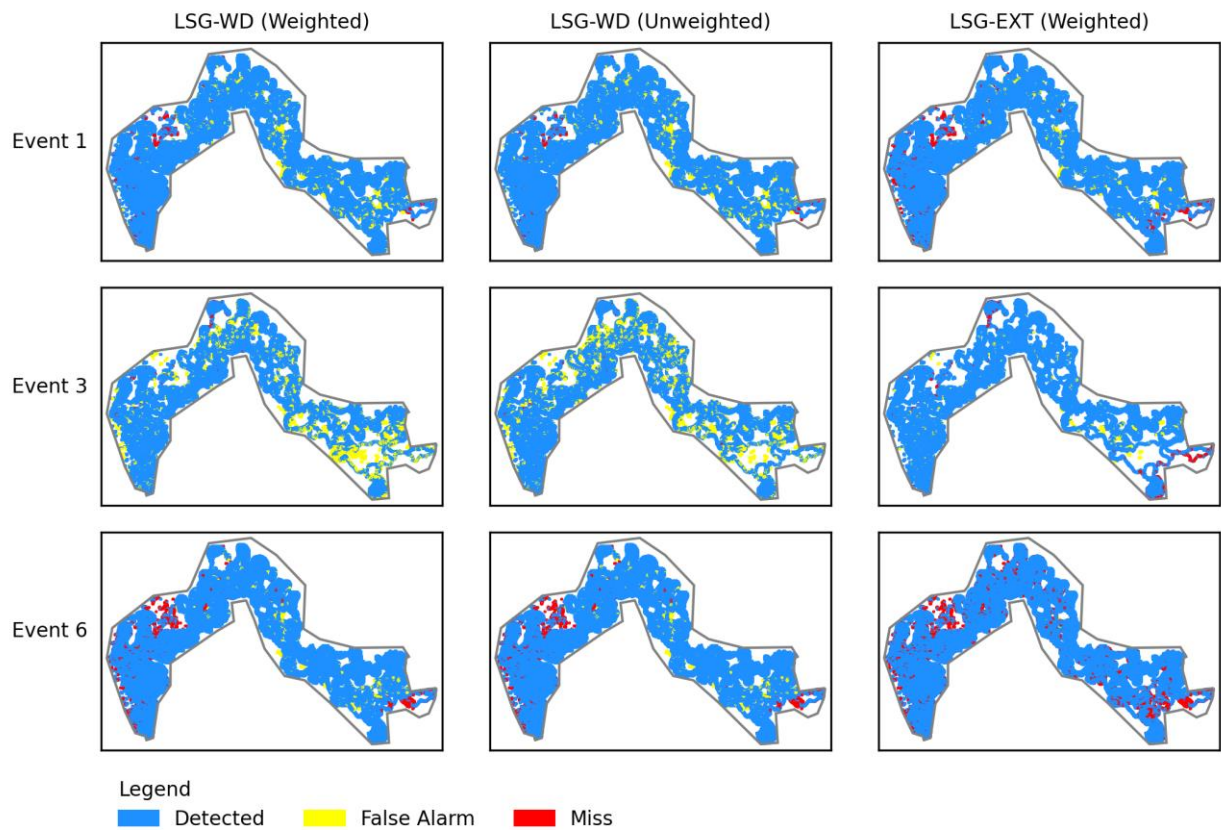 LSG-WD (Weighted)
LSG-WD (Unweighted)
LSG-EXT (Weighted)
Event 1
Event 3
Event 6
Legend
Detected
False Alarm
Miss